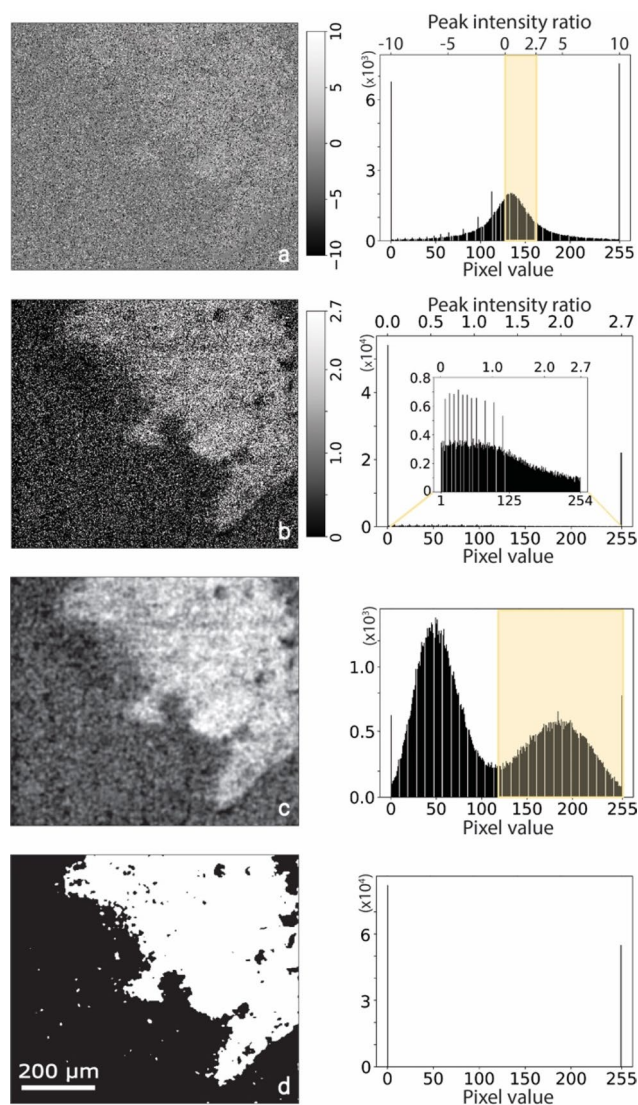 Peak intensity ratio
-10 -5 0 2.7 5 10
(x10³)
6
3
0
0 50 100 150 200 255
Pixel value
10
5
0
−5
−10
a
Peak intensity ratio
0.0 0.5 1.0 1.5 2.0 2.7
(x10⁴)
4
2
0
0 1.0 2.0 2.7
0.8
0.6
0.4
0.2
0
1 125 254
0 50 100 150 200 255
Pixel value
2.7
2.0
1.0
0
b
(x10³)
1.0
0.5
0.0
0 50 100 150 200 255
Pixel value
c
(x10⁴)
6
3
0
0 50 100 150 200 255
Pixel value
200 µm
d